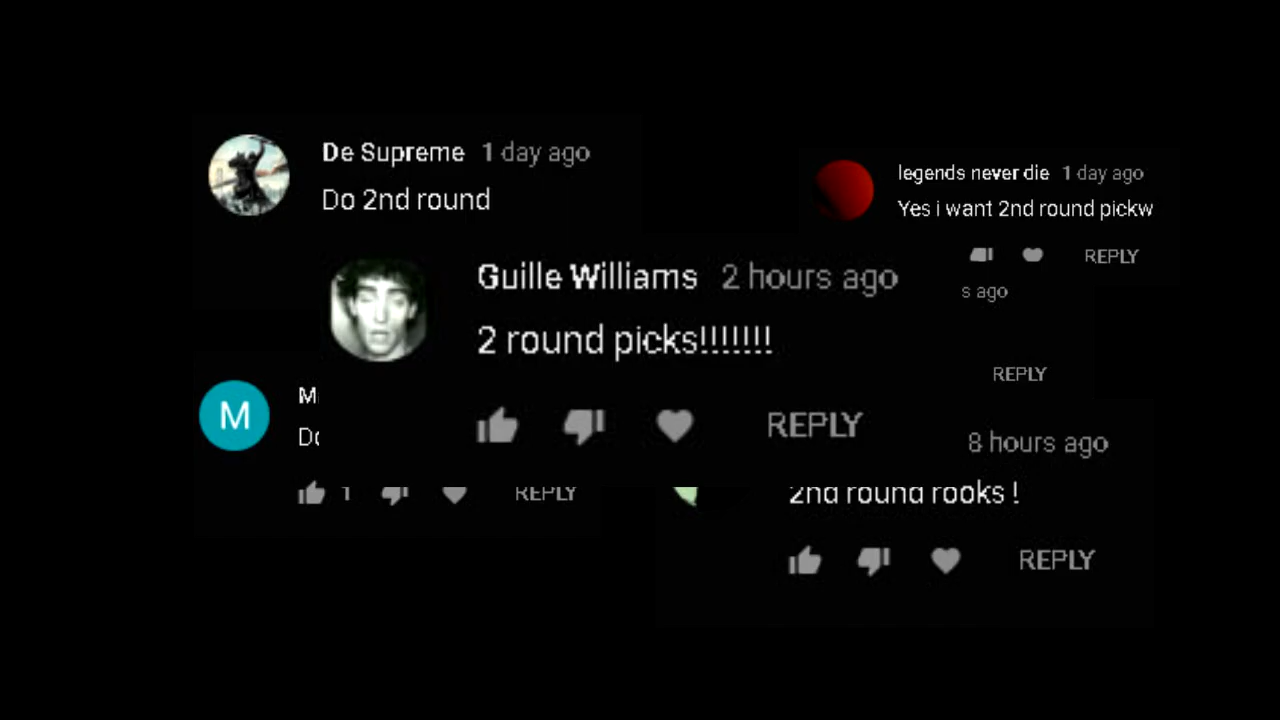 De Supreme 1 day ago
Do 2nd round
legends never die 1 day ago
Yes i want 2nd round pickw
REPLY
s ago
Guille Williams 2 hours ago
2 round picks!!!!!!!
REPLY
REPLY
M
M
1 REPLY
8 hours ago
2nd round rooks !
REPLY